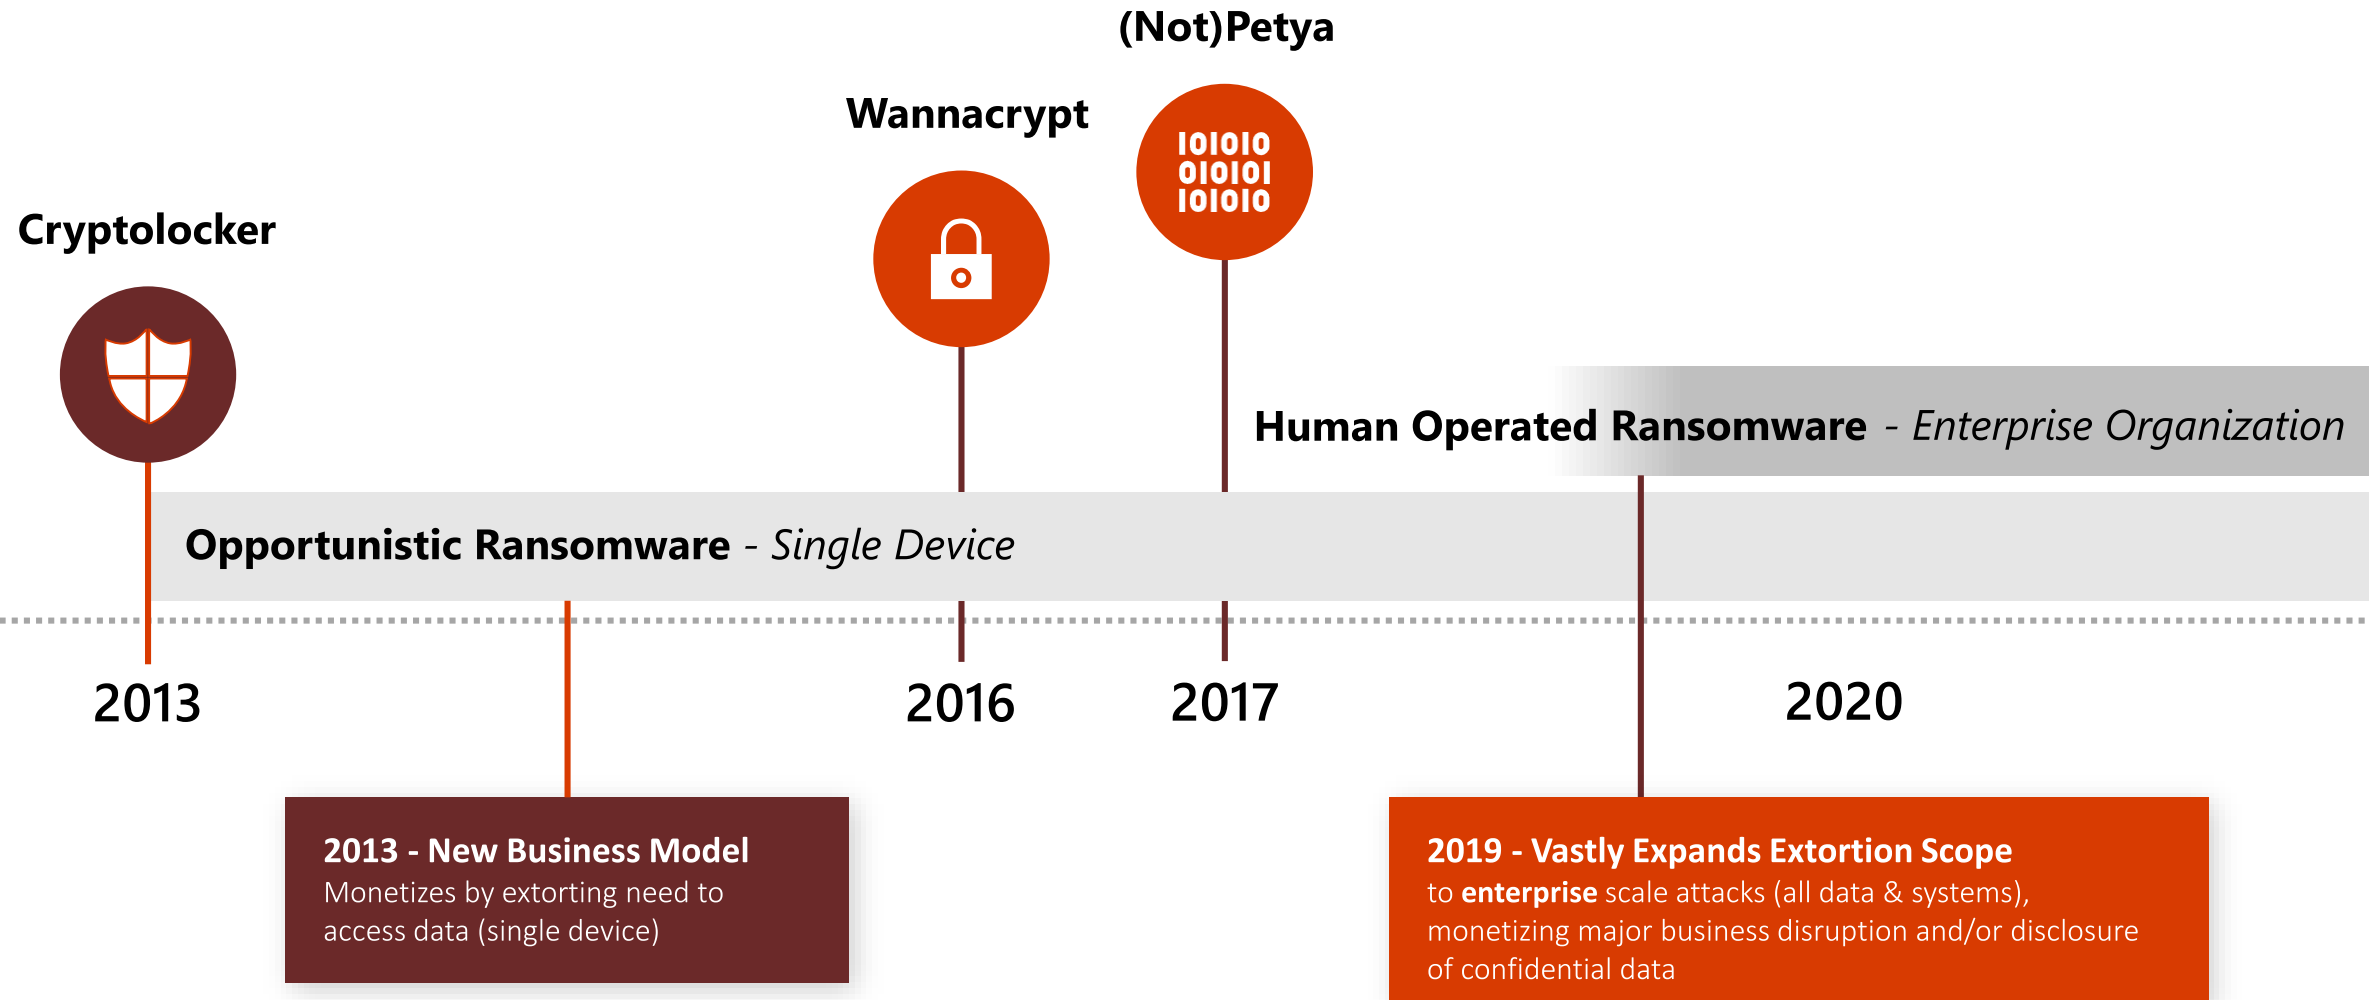 (Not)Petya
Wannacrypt
101010
010101
101010
Cryptolocker
Human Operated Ransomware - Enterprise Organization
Opportunistic Ransomware - Single Device
2013
2016
2017
2020
2013 - New Business Model
Monetizes by extorting need to
access data (single device)
2019 - Vastly Expands Extortion Scope
to enterprise scale attacks (all data & systems),
monetizing major business disruption and/or disclosure
of confidential data